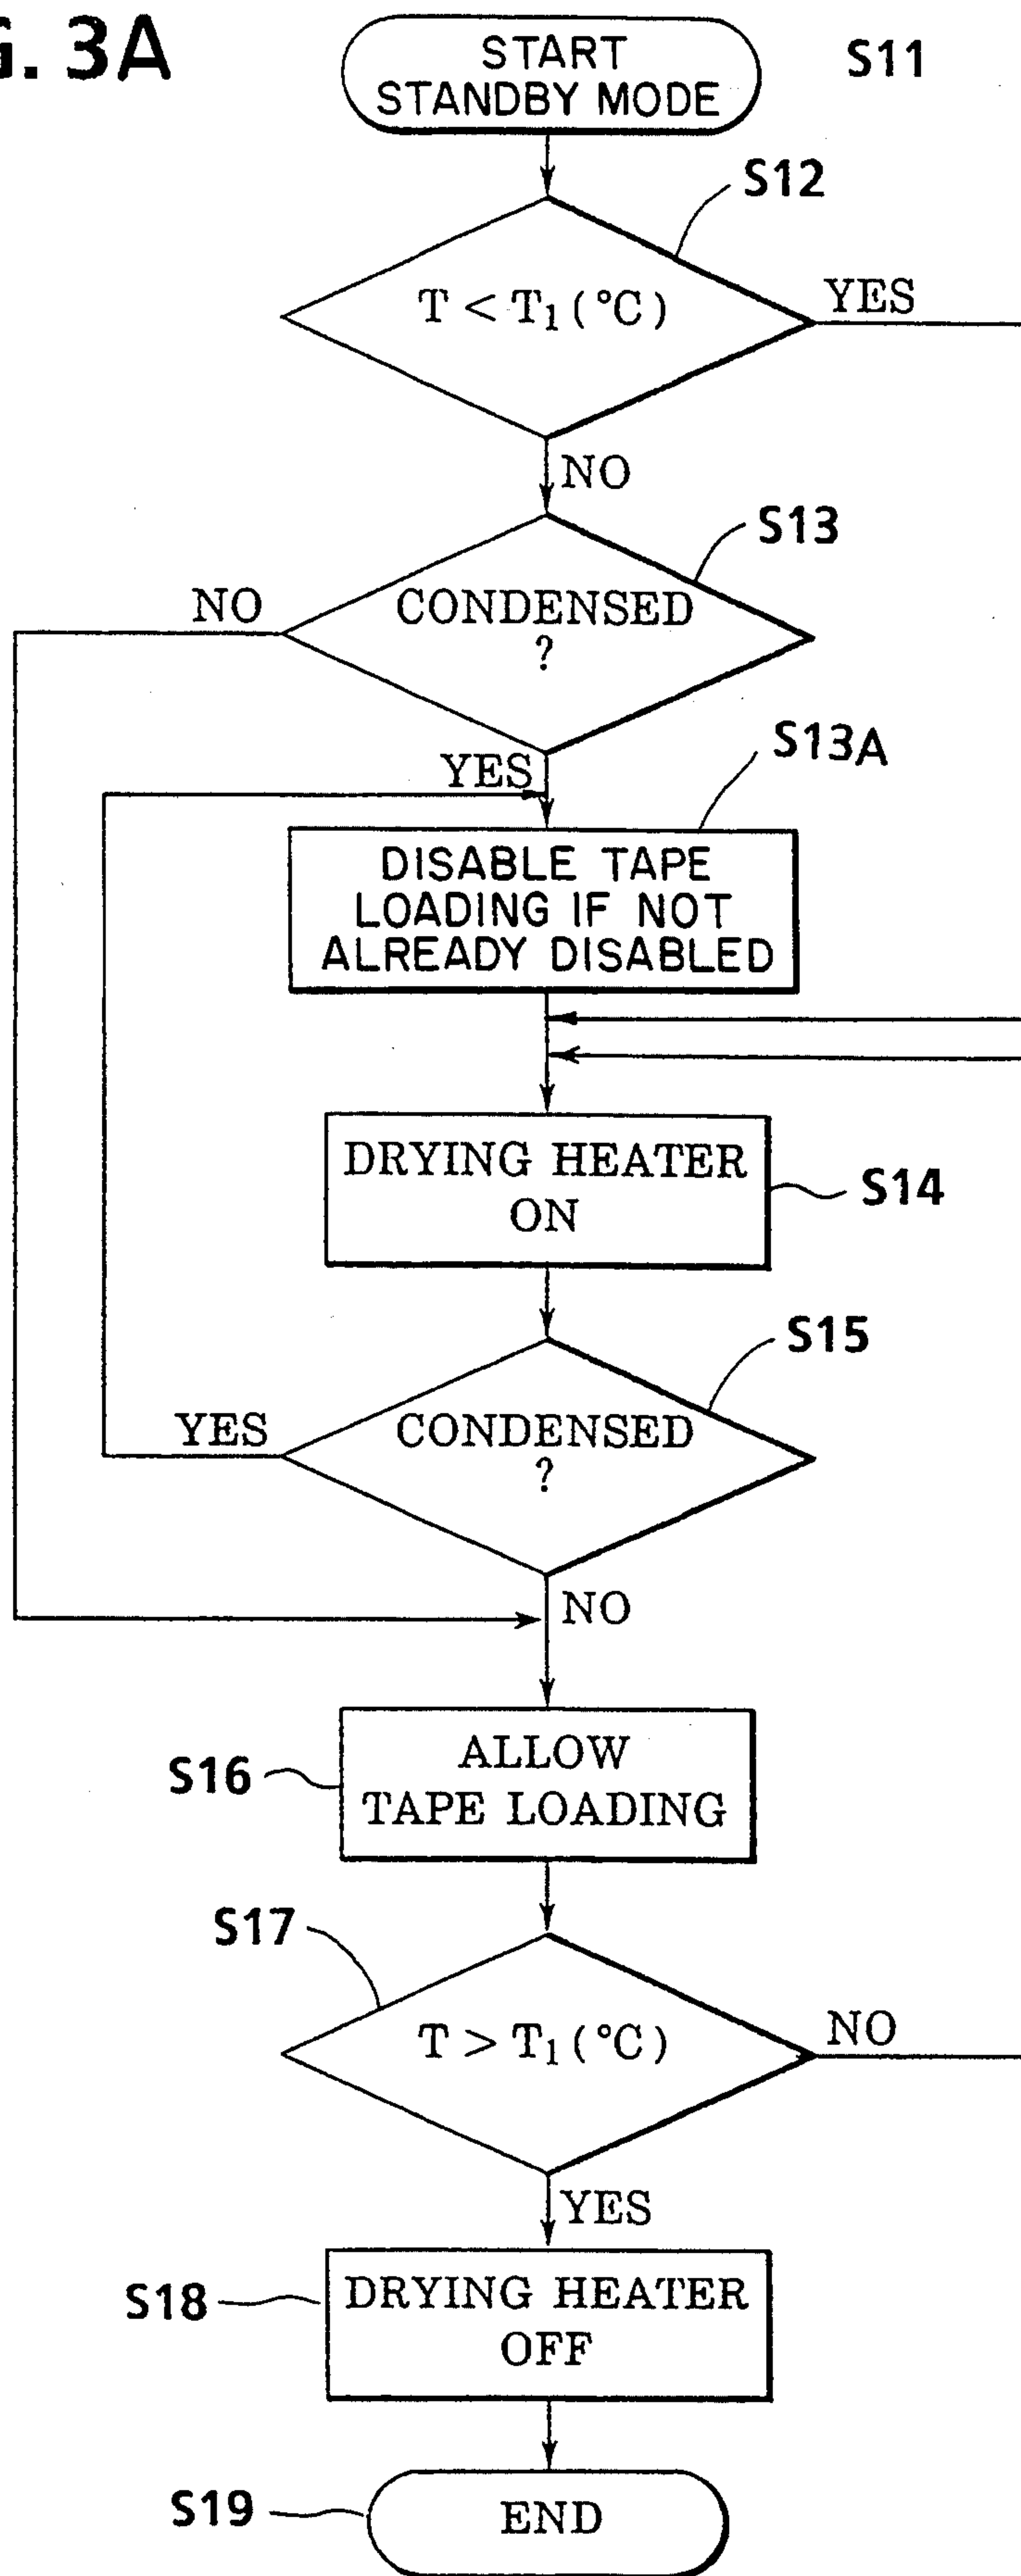 G. 3A
START
STANDBY MODE
S11
S12
T < T₁ (°C)
YES
NO
S13
NO
CONDENSED
?
YES
S13A
DISABLE TAPE
LOADING IF NOT
ALREADY DISABLED
DRYING HEATER
ON
S14
S15
YES
CONDENSED
?
NO
S16
ALLOW
TAPE LOADING
S17
T > T₁ (°C)
NO
YES
S18
DRYING HEATER
OFF
S19
END